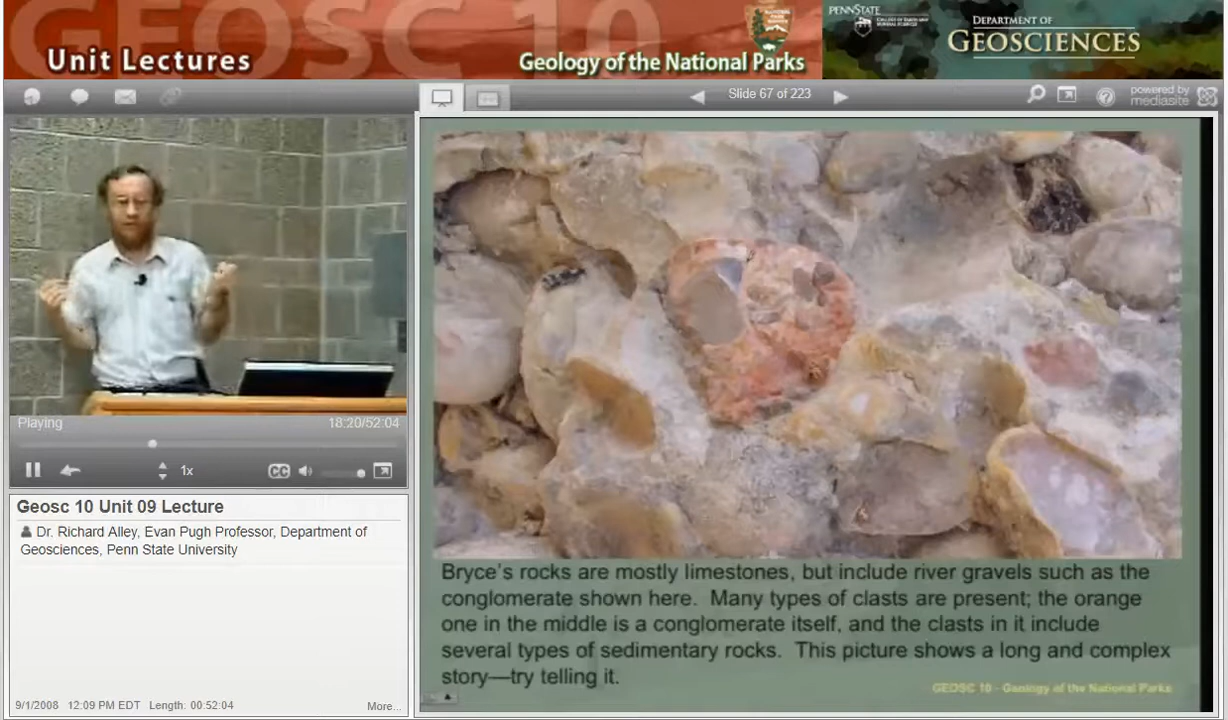 GEOSC 10
Unit Lectures
Geology of the National Parks
PENNSTATE
DEPARTMENT OF
GEOSCIENCES
Slide 67 of 223
powered by
mediasite
Playing
18:20/52:04
1x
CC
Geosc 10 Unit 09 Lecture
Dr. Richard Alley, Evan Pugh Professor, Department of
Geosciences, Penn State University
9/1/2008 12:09 PM EDT Length: 00:52:04
More...
Bryce's rocks are mostly limestones, but include river gravels such as the
conglomerate shown here. Many types of clasts are present; the orange
one in the middle is a conglomerate itself, and the clasts in it include
several types of sedimentary rocks. This picture shows a long and complex
story—try telling it.
GEOSC 10 - Geology of the National Parks